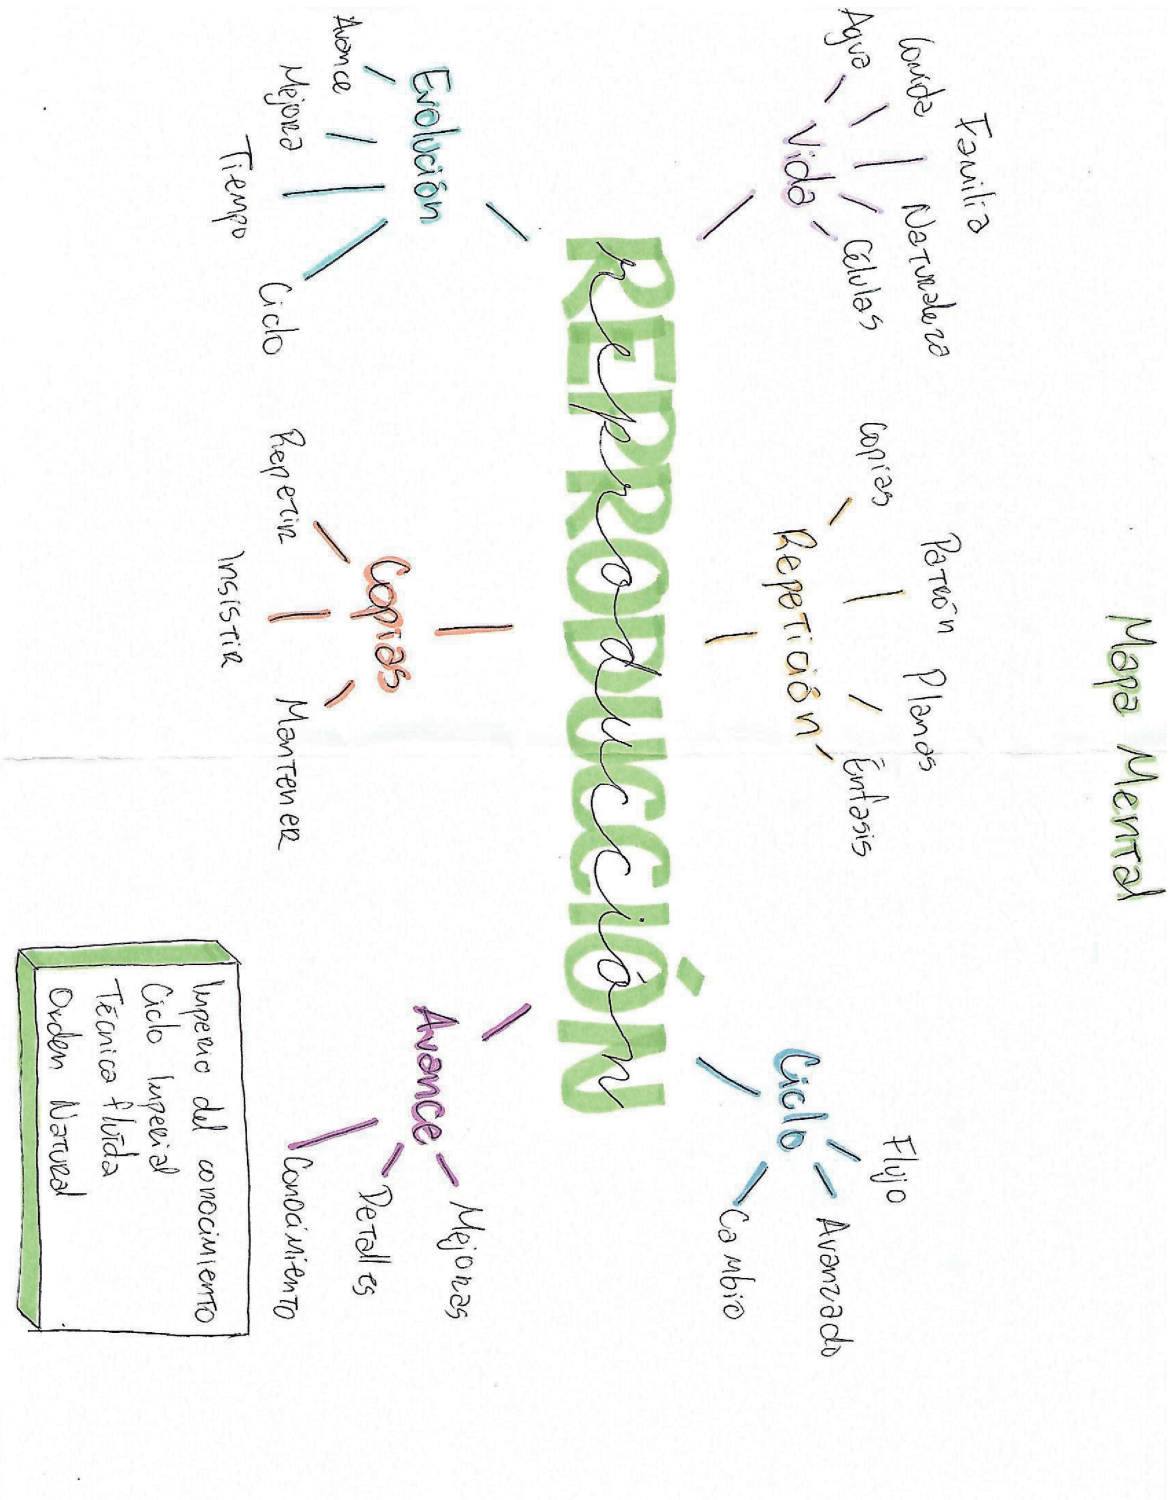 Mapa Mental
Familia
Comida
Naturaleza
Agua
Células
Vida
Patrón
Planos
Copias
Énfasis
Repetición
Flujo
Avanzado
Cambio
Ciclo
REPRODUCCIÓN
reproducción
Evolución
Avance
Mejora
Tiempo
Ciclo
Copias
Repetir
Insistir
Mantener
Avance
Mejoras
Detalles
Conocimiento
Imperio del conocimiento
Ciclo Imperial
Técnica fluida
Orden Natural